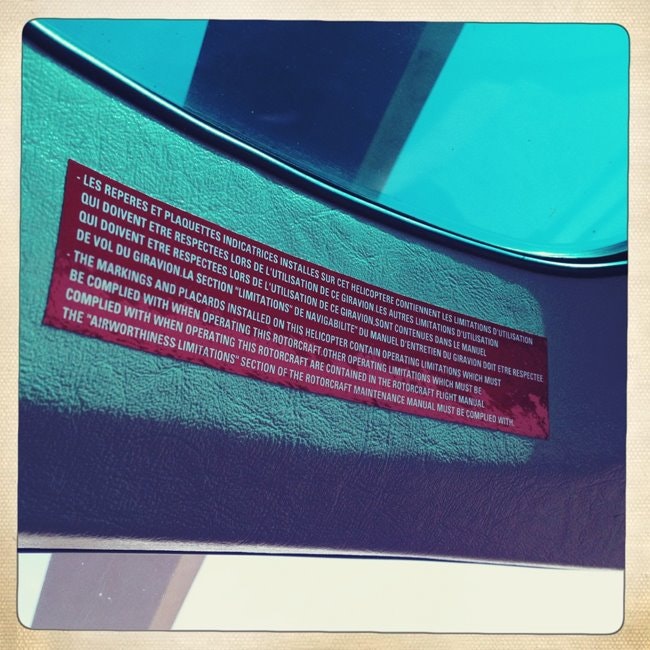 - LES REPERES ET PLAQUETTES INDICATRICES INSTALLES SUR CET HELICOPTERE CONTIENNENT LES LIMITATIONS D'UTILISATION
QUI DOIVENT ETRE RESPECTEES LORS DE L'UTILISATION DE CE GIRAVION.LES AUTRES LIMITATIONS D'UTILISATION
QUI DOIVENT ETRE RESPECTEES LORS DE L'UTILISATION DE CE GIRAVION.SONT CONTENUES DANS LE MANUEL
DE VOL DU GIRAVION.LA SECTION "LIMITATIONS" DE NAVIGABILITE" DU MANUEL D'ENTRETIEN DU GIRAVION DOIT ETRE RESPECTEE
- THE MARKINGS AND PLACARDS INSTALLED ON THIS HELICOPTER CONTAIN OPERATING LIMITATIONS WHICH MUST
BE COMPLIED WITH WHEN OPERATING THIS ROTORCRAFT OTHER OPERATING LIMITATIONS WHICH MUST BE
COMPLIED WITH WHEN OPERATING THIS ROTORCRAFT ARE CONTAINED IN THE ROTORCRAFT FLIGHT MANUAL
THE "AIRWORTHINESS LIMITATIONS" SECTION OF THE ROTORCRAFT MAINTENANCE MANUAL MUST BE COMPLIED WITH.